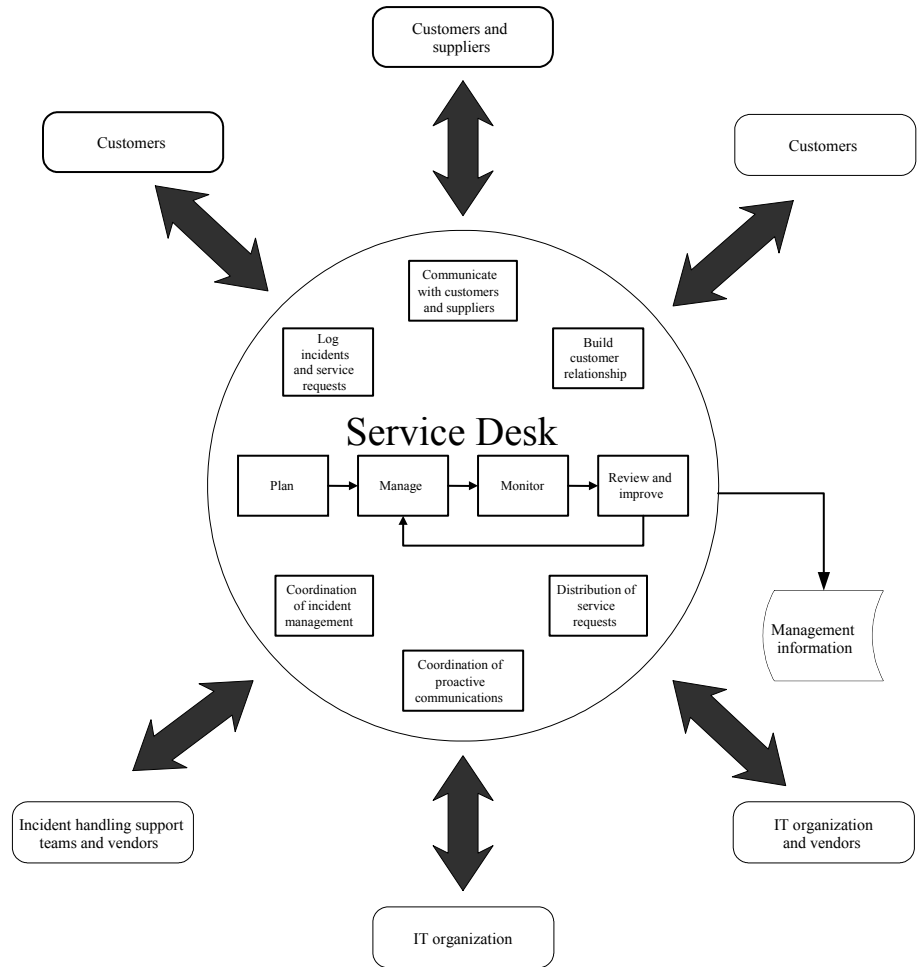 Customers and
suppliers
Customers
Customers
Communicate
with customers
and suppliers
Log
incidents
and service
requests
Build
customer
relationship
Service Desk
Plan
Manage
Monitor
Review and
improve
Coordination
of incident
management
Distribution of
service
requests
Management
information
Coordination of
proactive
communications
Incident handling support
teams and vendors
IT organization
and vendors
IT organization